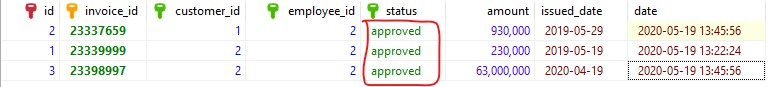 id invoice_id customer_id employee_id status amount issued_date date
2 23337659 1 2 approved 930,000 2019-05-29 2020-05-19 13:45:56
1 23339999 2 2 approved 230,000 2019-05-19 2020-05-19 13:22:24
3 23398997 2 2 approved 63,000,000 2020-04-19 2020-05-19 13:45:56